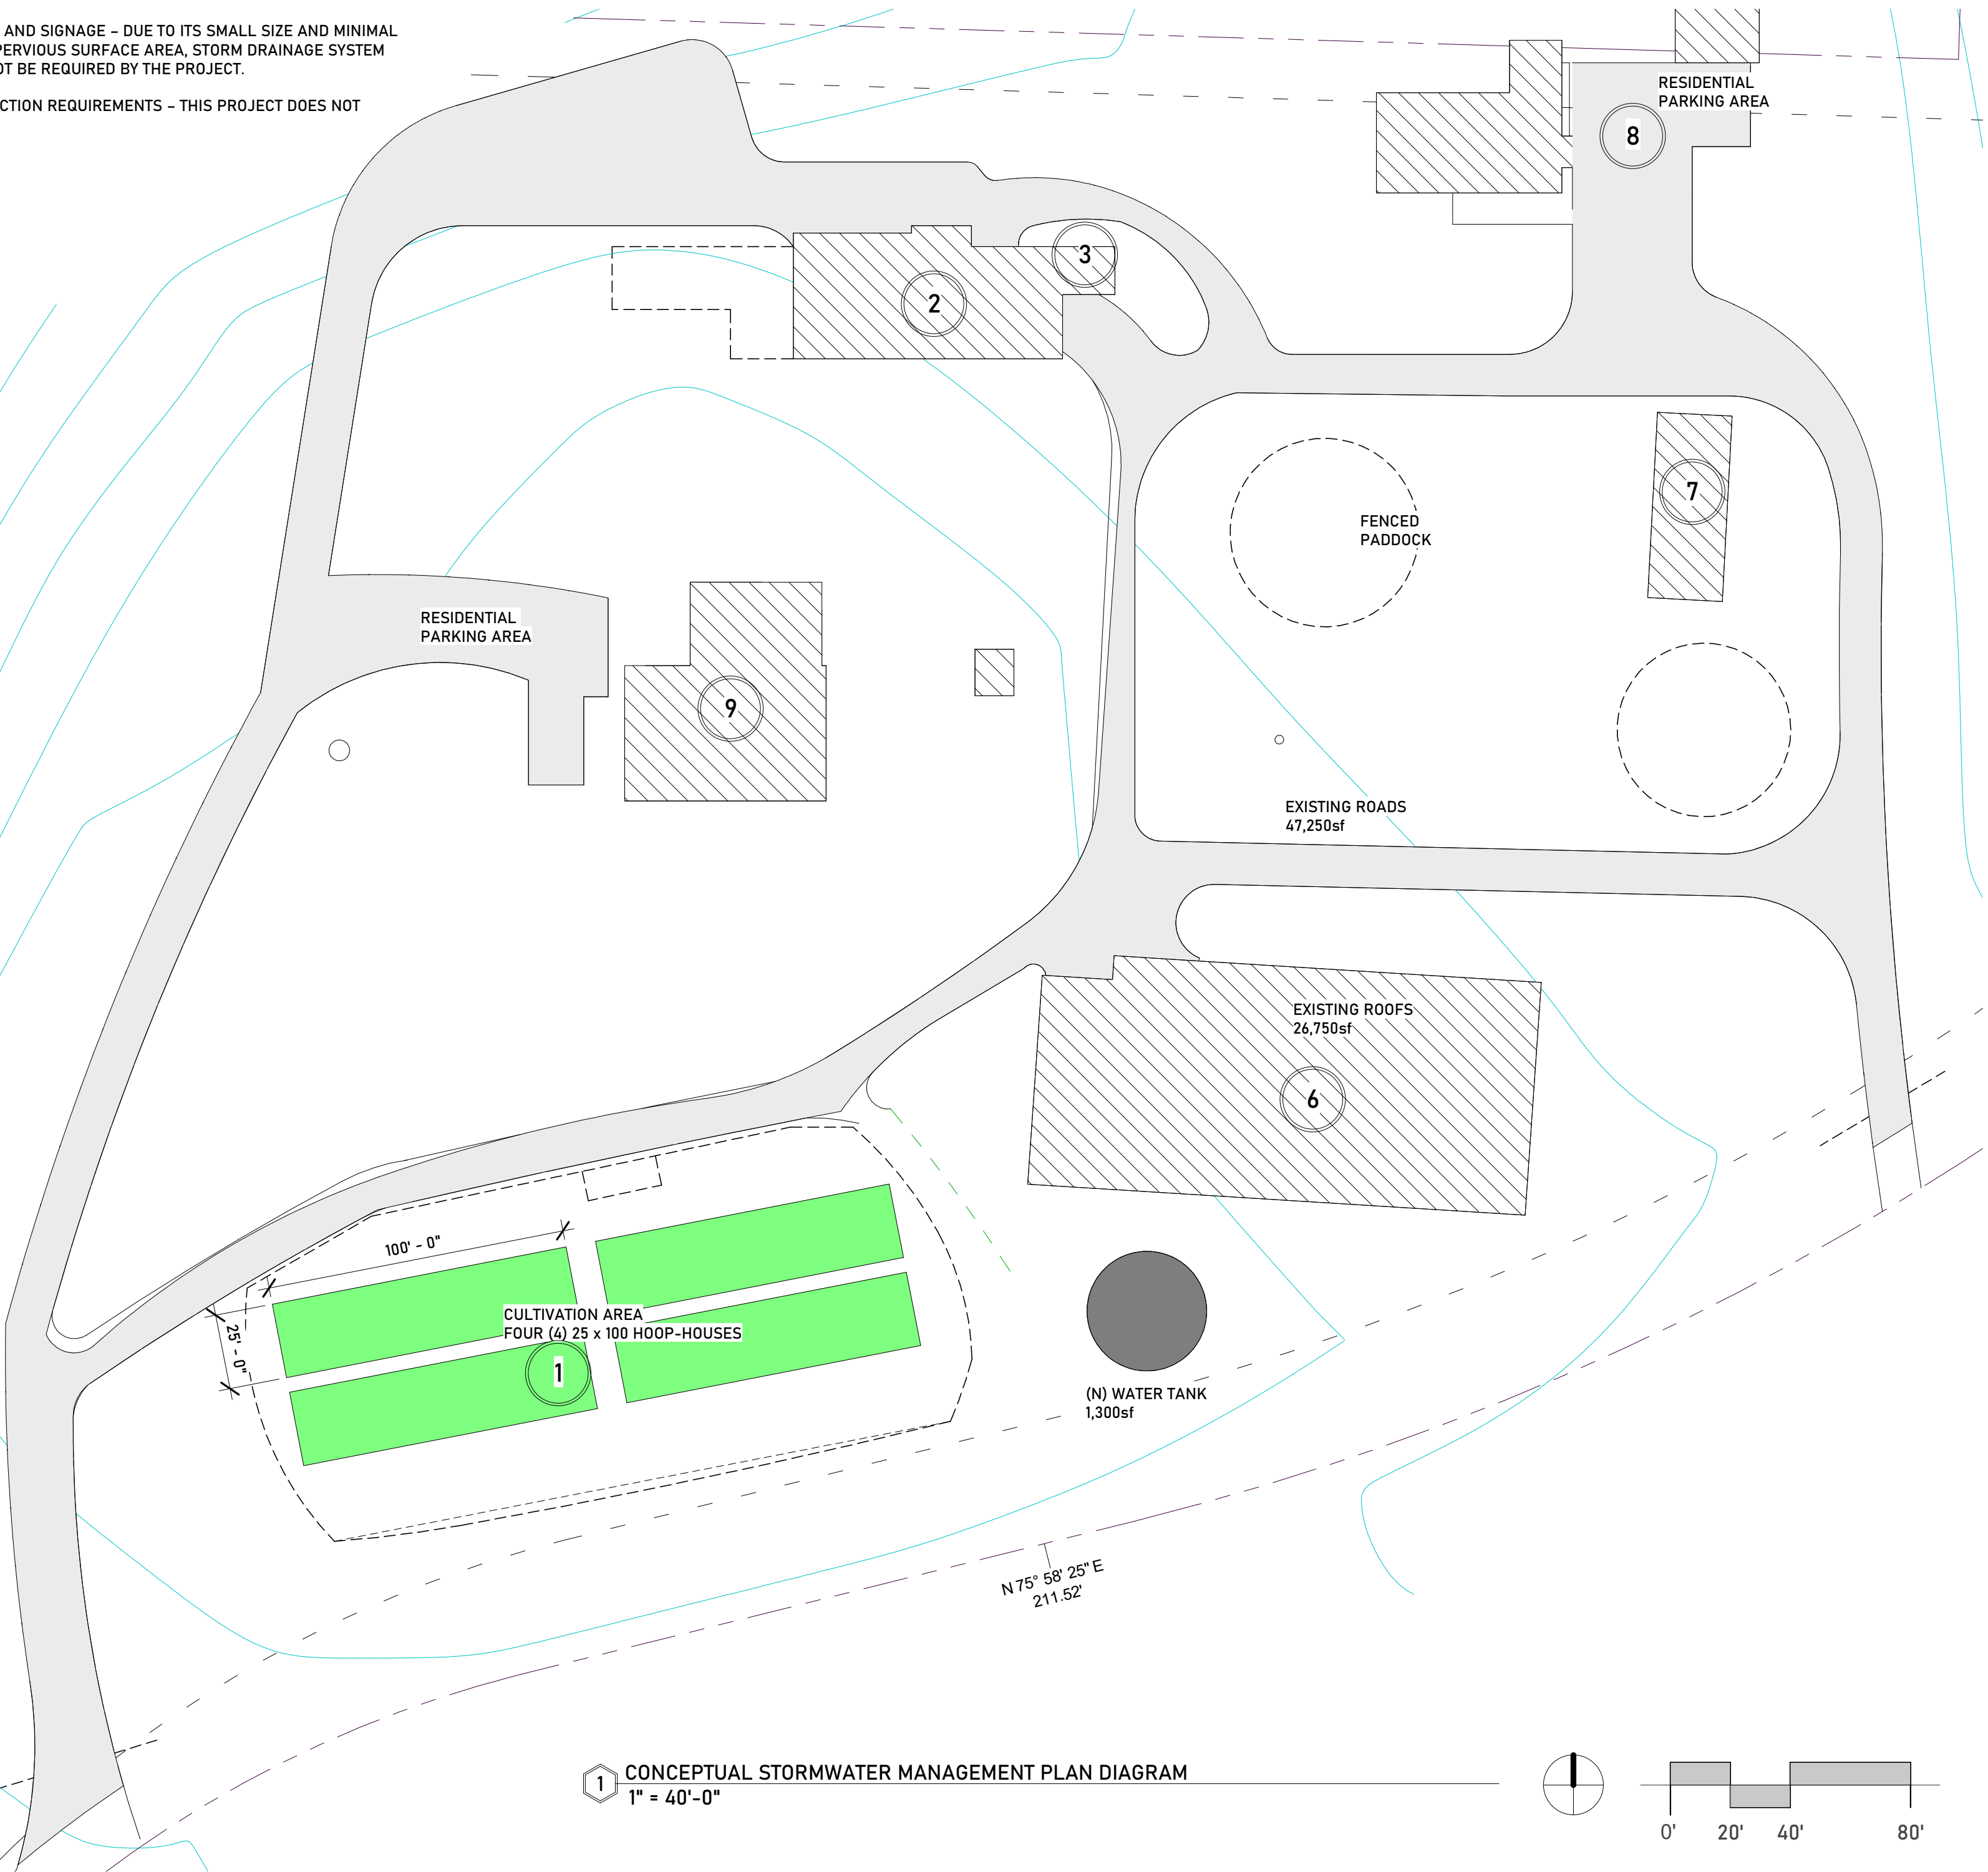 AND SIGNAGE – DUE TO ITS SMALL SIZE AND MINIMAL
PERVIOUS SURFACE AREA, STORM DRAINAGE SYSTEM
OT BE REQUIRED BY THE PROJECT.
CTION REQUIREMENTS – THIS PROJECT DOES NOT
RESIDENTIAL
PARKING AREA
8
3
2
7
FENCED
PADDOCK
RESIDENTIAL
PARKING AREA
9
EXISTING ROADS
47,250sf
EXISTING ROOFS
26,750sf
6
100' - 0"
25' - 0"
CULTIVATION AREA
FOUR (4) 25 x 100 HOOP-HOUSES
1
(N) WATER TANK
1,300sf
N 75° 58' 25" E
211.52'
1
CONCEPTUAL STORMWATER MANAGEMENT PLAN DIAGRAM
1" = 40'-0"
0' 20' 40' 80'